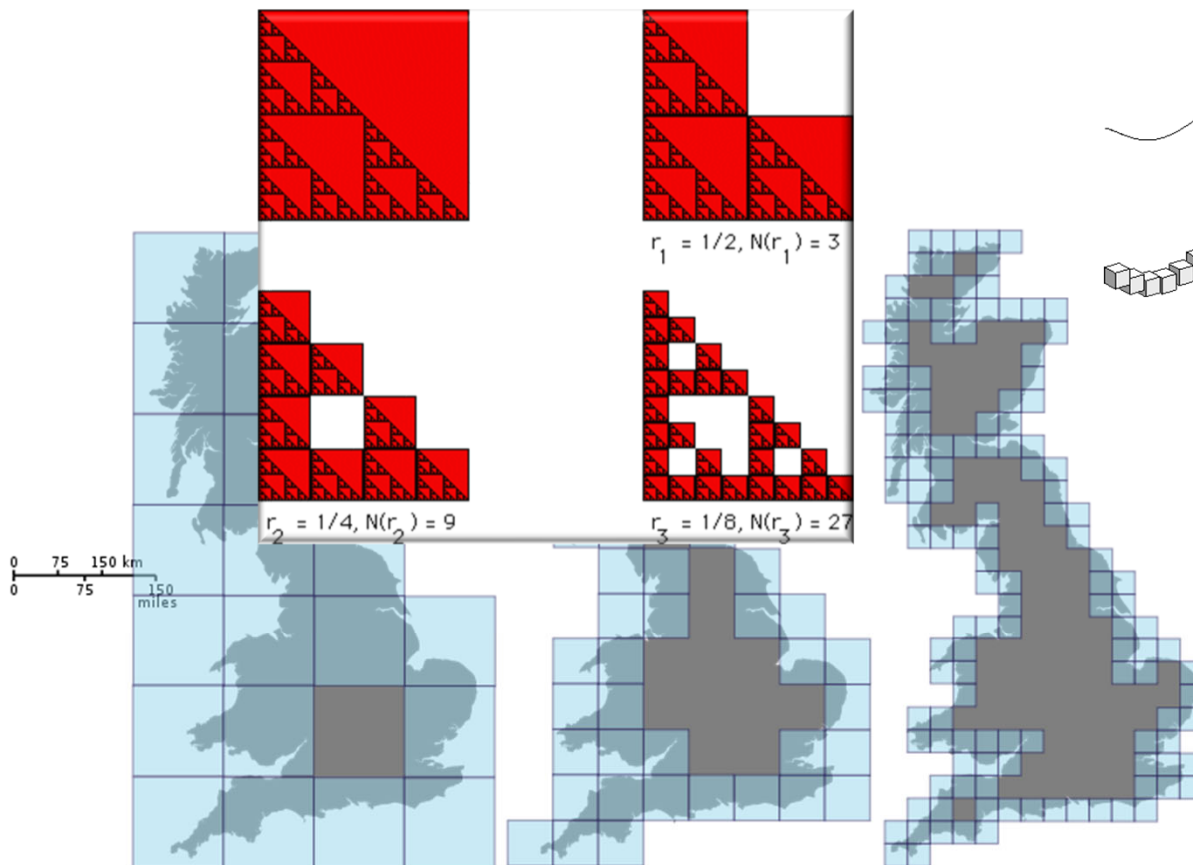 r1 = 1/2, N(r1) = 3
r2 = 1/4, N(r2) = 9
r3 = 1/8, N(r3) = 27
0 75 150 km
0 75 150
miles